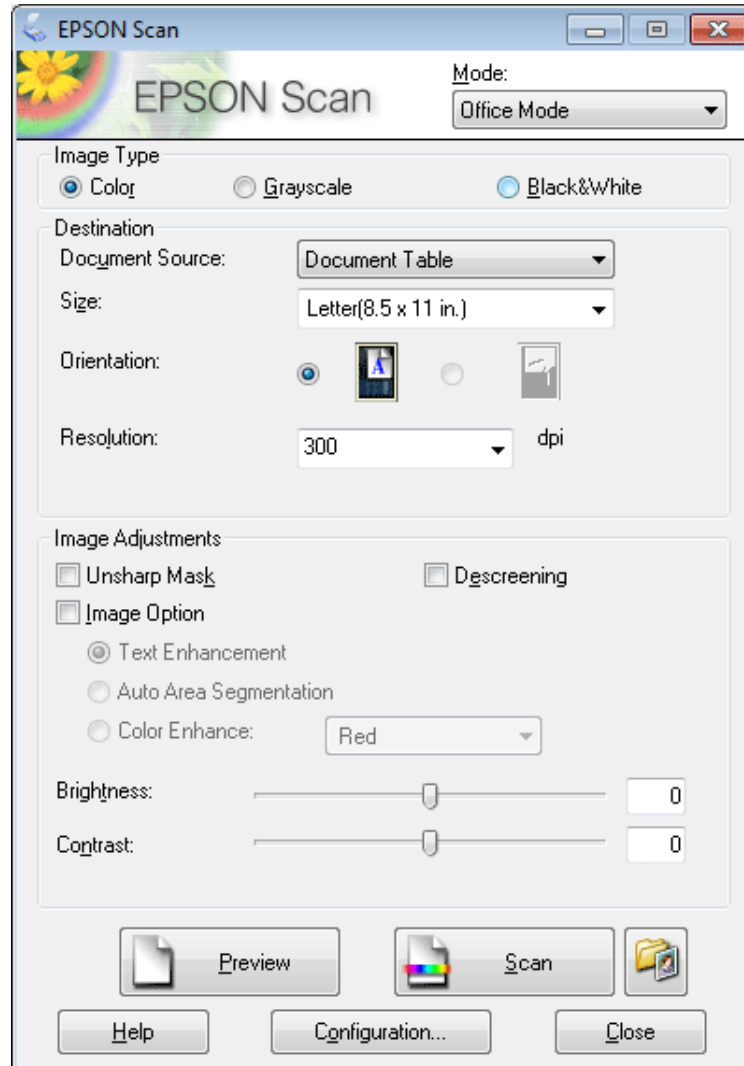 EPSON Scan
EPSON Scan
Mode:
Office Mode
Image Type
Color Grayscale Black&White
Destination
Document Source: Document Table
Size: Letter(8.5 x 11 in.)
Orientation: A
Resolution: 300 dpi
Image Adjustments
Unsharp Mask Descreening
Image Option
Text Enhancement
Auto Area Segmentation
Color Enhance: Red
Brightness: 0
Contrast: 0
Preview Scan
Help Configuration... Close